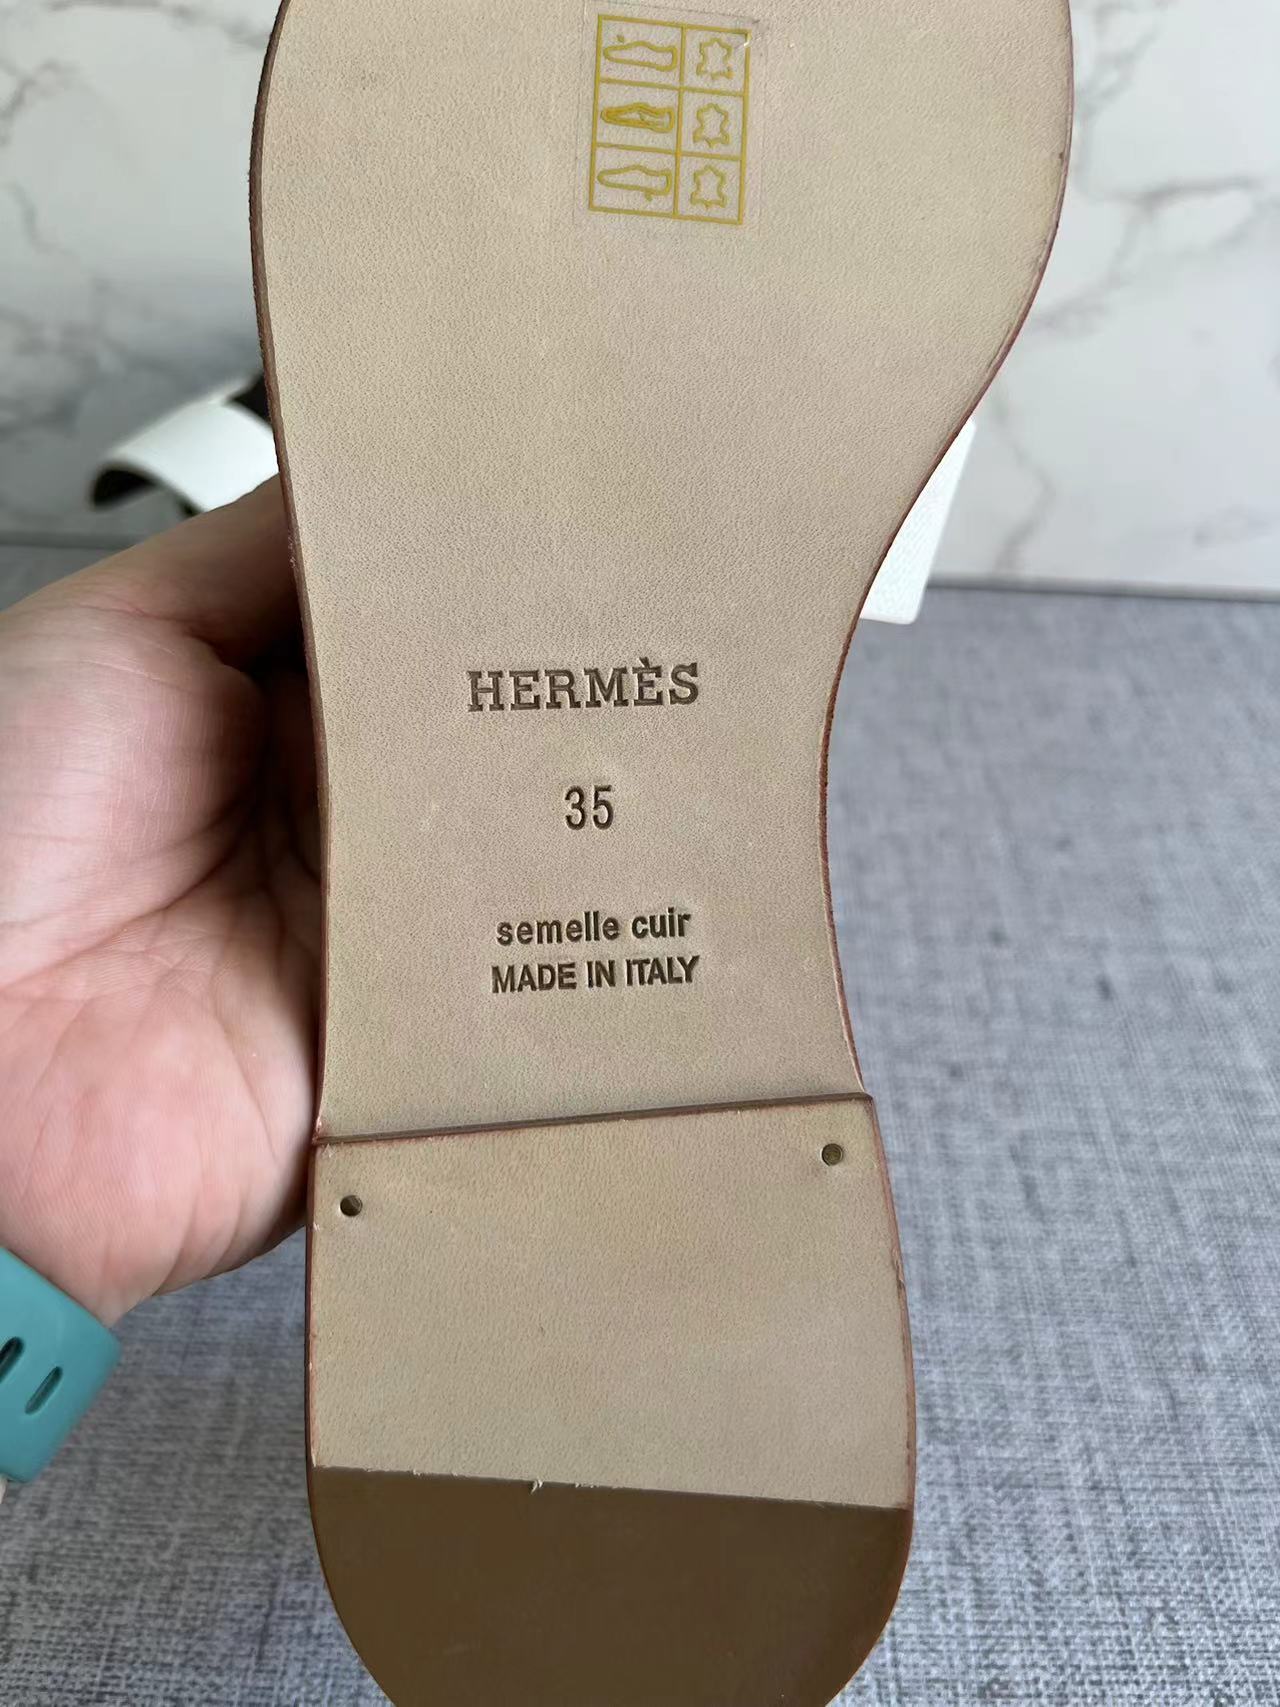 HERMÈS
35
semelle cuir
MADE IN ITALY